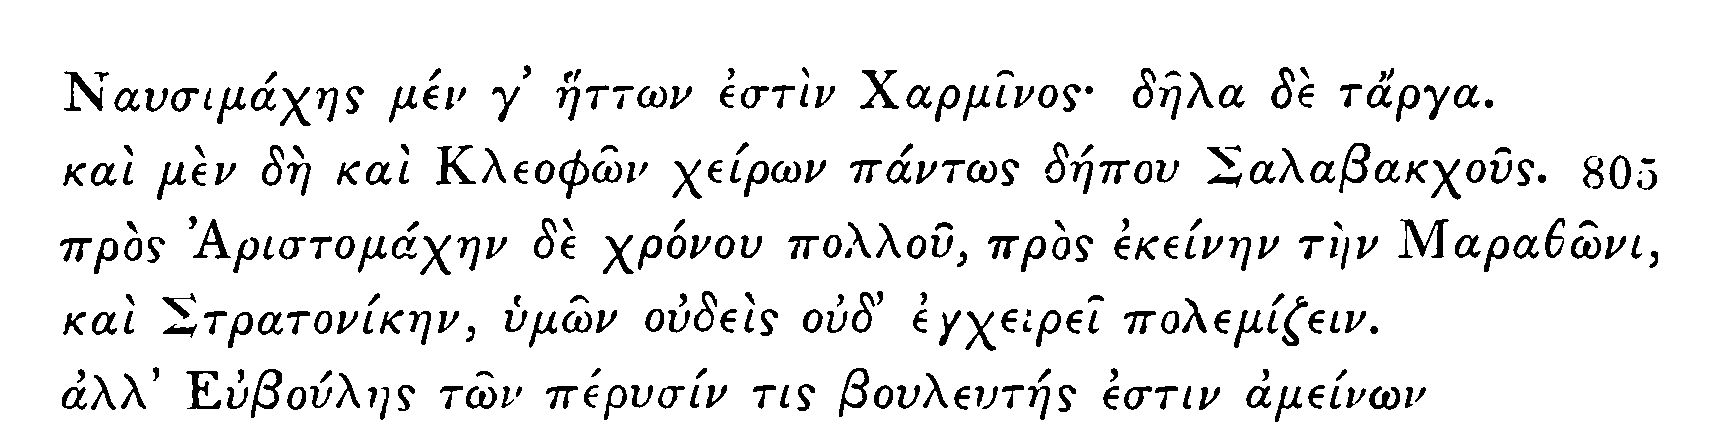 Ναυσιμάχης μέν γ’ ἥττων ἐστὶν Χαρμῖνος· δῆλα δὲ τἄργα.
καὶ μὲν δὴ καὶ Κλεοφῶν χείρων πάντως δήπου Σαλαβακχοῦς. 805
πρὸς Ἀριστομάχην δὲ χρόνου πολλοῦ, πρὸς ἐκείνην τὴν Μαραθῶνι,
καὶ Στρατονίκην, ὑμῶν οὐδεὶς οὐδ’ ἐγχειρεῖ πολεμίζειν.
ἀλλ’ Εὐβούλης τῶν πέρυσίν τις βουλευτής ἐστιν ἀμείνων